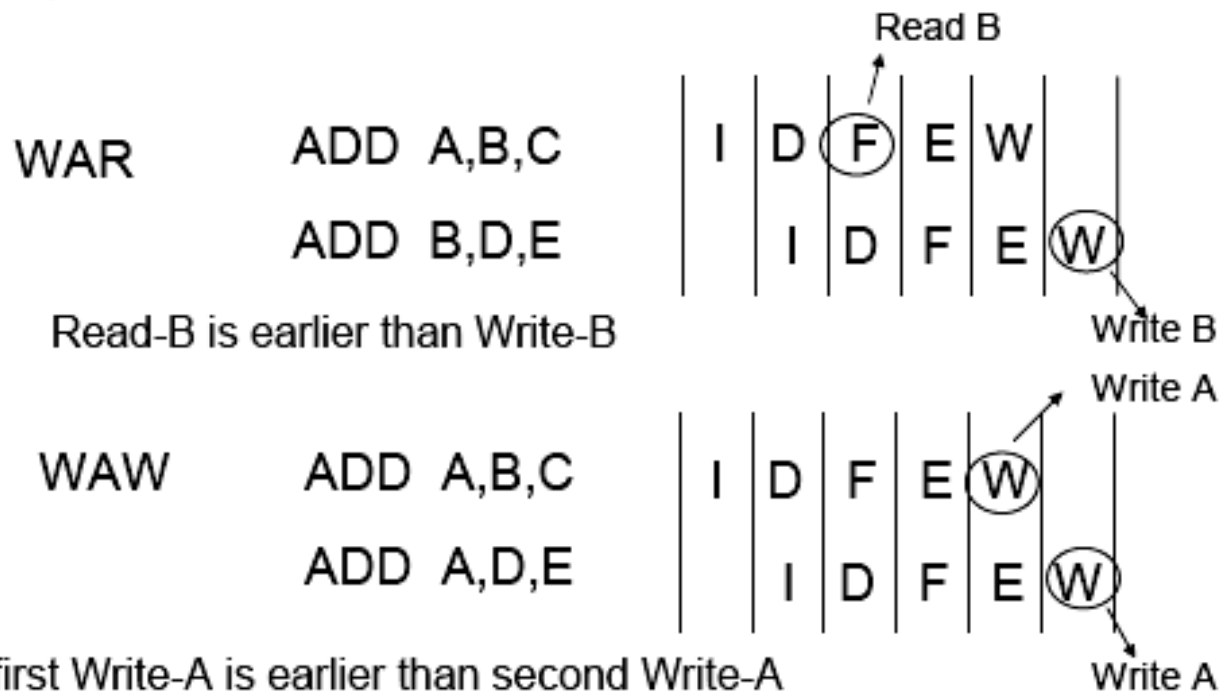 Read B
WAR ADD A,B,C I D F E W
ADD B,D,E I D F E W
Read-B is earlier than Write-B Write B
Write A
WAW ADD A,B,C I D F E W
ADD A,D,E I D F E W
first Write-A is earlier than second Write-A Write A